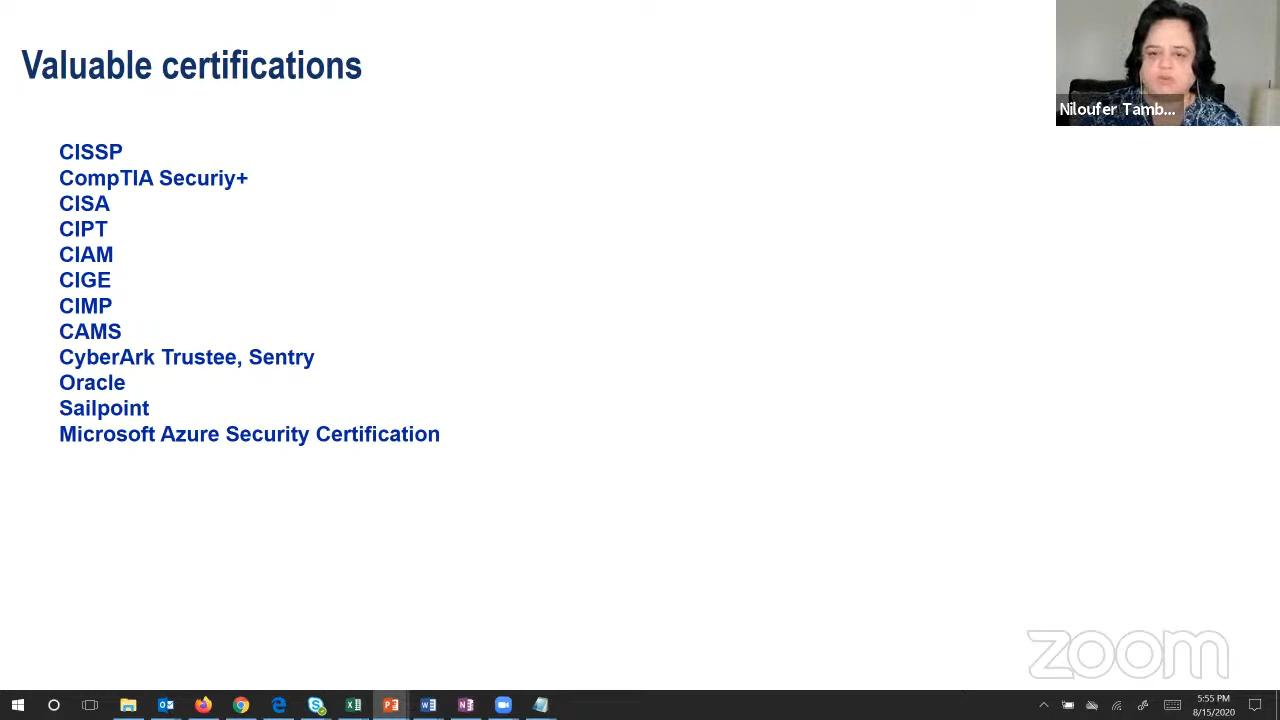 Valuable certifications
Niloufer Tamb...
CISSP
CompTIA Securiy+
CISA
CIPT
CIAM
CIGE
CIMP
CAMS
CyberArk Trustee, Sentry
Oracle
Sailpoint
Microsoft Azure Security Certification
zoom
5:55 PM
8/15/2020